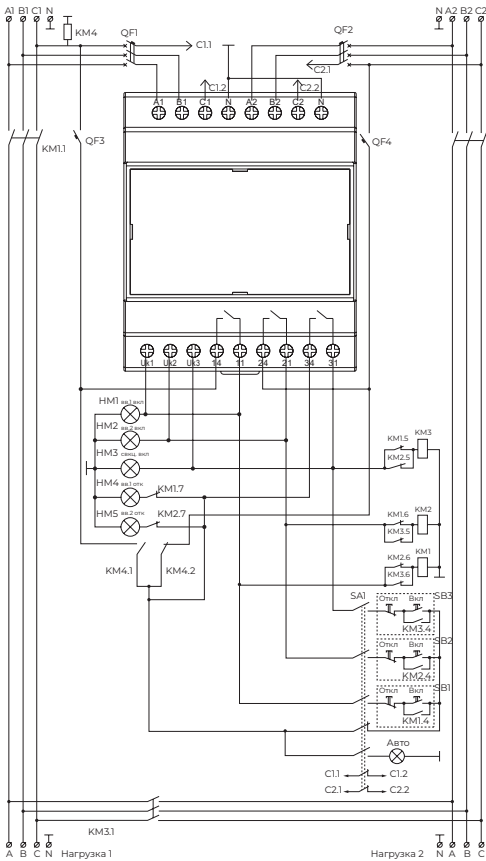 A1 B1 C1 N
N A2 B2 C2
KM4
QF1
QF2
C1.1
C2.1
C1.2
C2.2
A1 B1 C1 N A2 B2 C2 N
KM1.1
QF3
QF4
Uk1 Uk2 Uk3 14 11 24 21 34 31
HM1 вв.1 вкл
HM2 вв.2 вкл
HM3 секц. вкл
HM4 вв.1 отк
KM1.7
HM5 вв.2 отк
KM2.7
KM1.5
KM2.5
KM3
KM1.6
KM3.5
KM2
KM2.6
KM3.6
KM1
KM4.1
KM4.2
SA1
Откл Вкл
SB3
KM3.4
Откл Вкл
SB2
KM2.4
Откл Вкл
SB1
KM1.4
Авто
C1.1
C1.2
C2.1
C2.2
KM3.1
A B C N Нагрузка 1
Нагрузка 2 N A B C